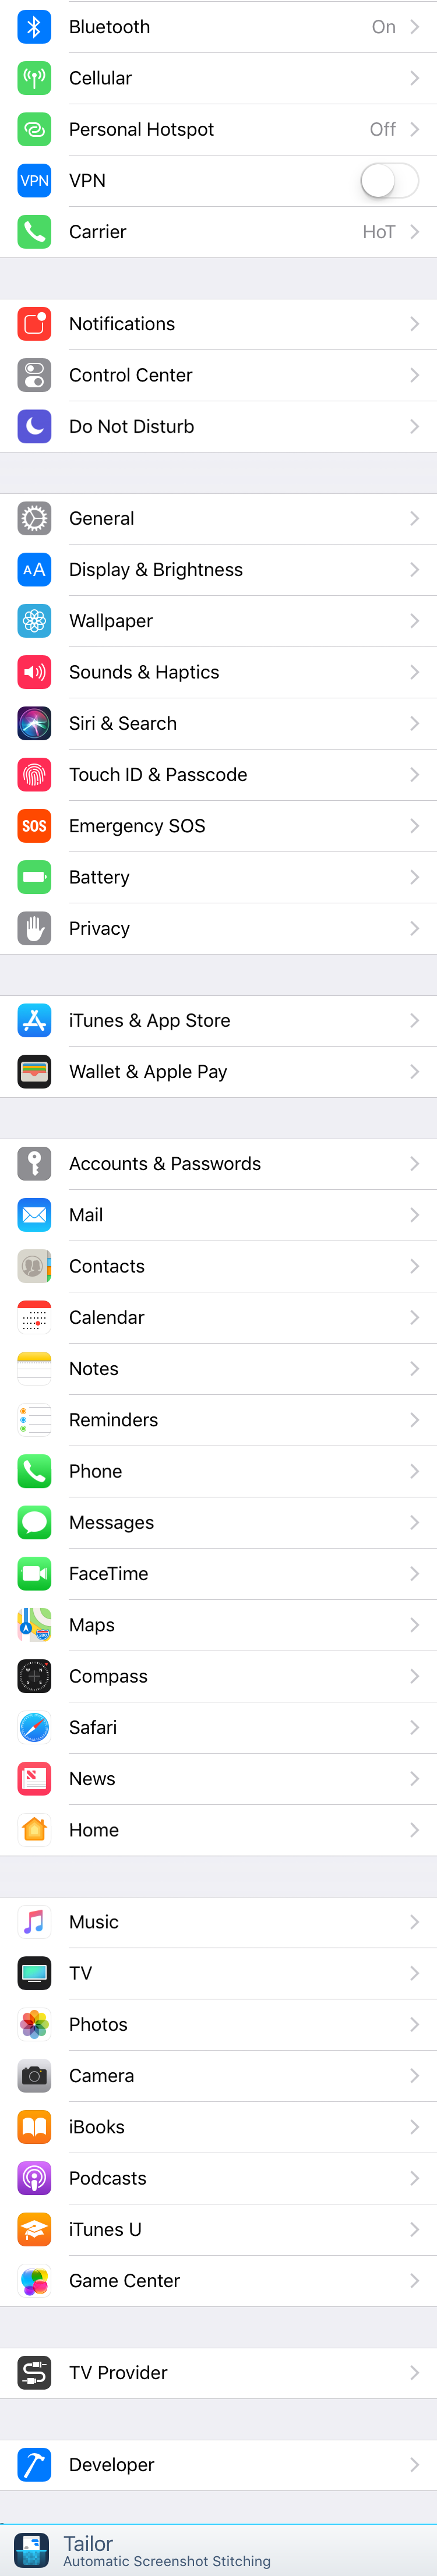 Bluetooth On
Cellular
Personal Hotspot Off
VPN VPN
Carrier HoT
Notifications
Control Center
Do Not Disturb
General
AA Display & Brightness
Wallpaper
Sounds & Haptics
Siri & Search
Touch ID & Passcode
SOS Emergency SOS
Battery
Privacy
iTunes & App Store
Wallet & Apple Pay
Accounts & Passwords
Mail
Contacts
Calendar
Notes
Reminders
Phone
Messages
FaceTime
Maps
Compass
Safari
News
Home
Music
TV
Photos
Camera
iBooks
Podcasts
iTunes U
Game Center
TV Provider
Developer
Tailor
Automatic Screenshot Stitching